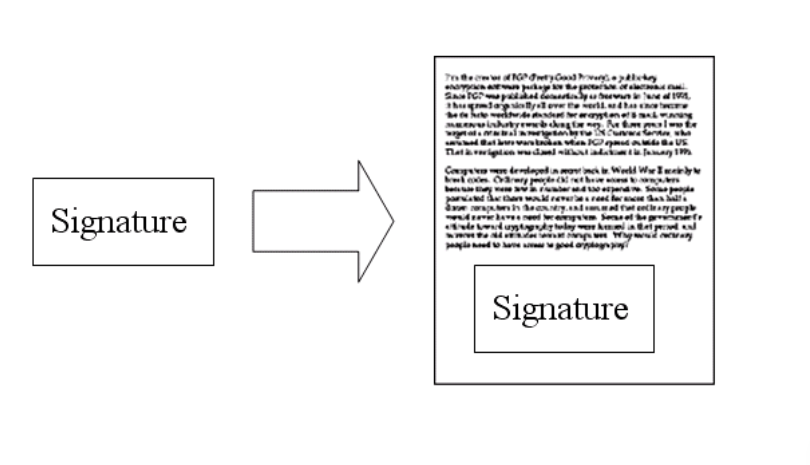 Signature
I'm the creator of PGP (Pretty Good Privacy), a public-key
encryption software package for the protection of electronic mail.
Since PGP was published domestically as freeware in June of 1991,
it has spread organically all over the world, and has since become
the de facto worldwide standard for encryption of E-mail, winning
numerous industry awards along the way. For three years I was the
target of a criminal investigation by the US Customs Service, who
assumed that laws were broken when PGP spread outside the US.
That investigation was closed without indictment in January 1996.
Computers were developed in secret back in World War II mainly to
break codes. Ordinary people did not have access to computers,
because they were few in number and too expensive. Some people
postulated that there would never be a need for more than half a
dozen computers in the country, and assumed that ordinary people
would never have a need for computers. Some of the government's
attitude toward cryptography today were formed in that period, and
mirrors the old attitudes toward computers. Why would ordinary
people need to have access to good cryptography?
Signature